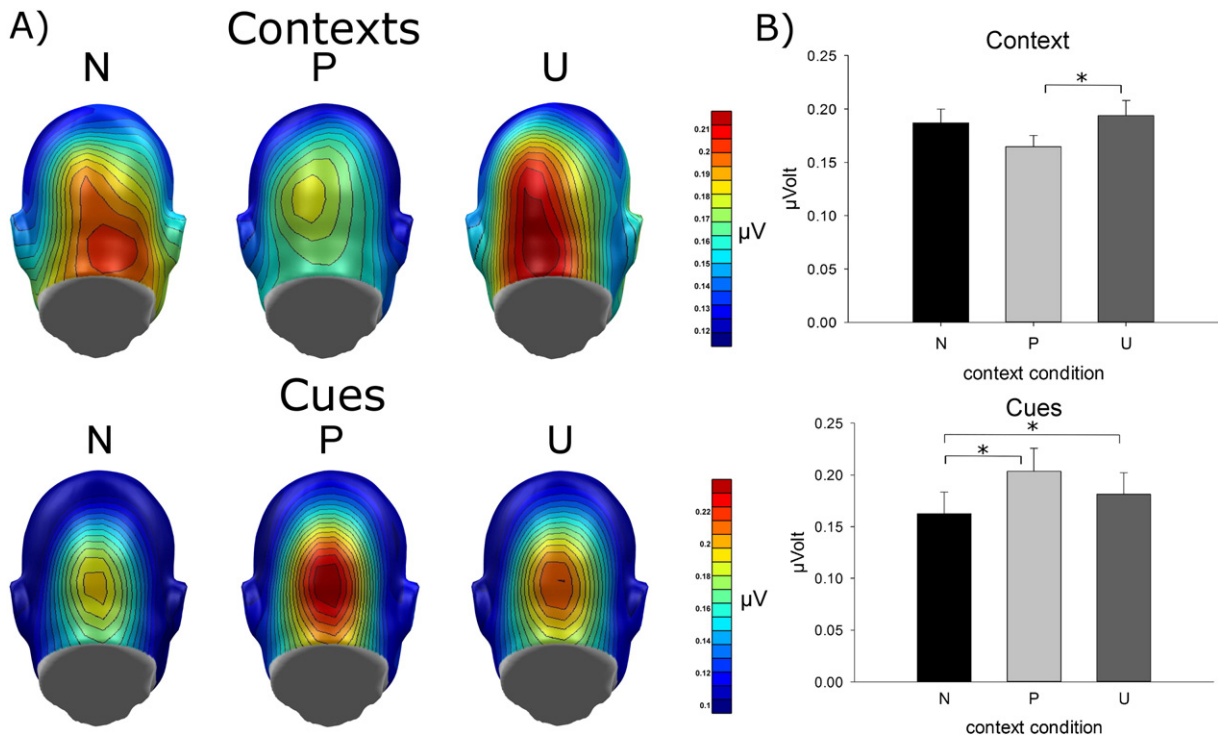 A)
Contexts
N P U
0.21
0.2
0.19
0.18
0.17
0.16
0.15
0.14
0.13
0.12
µV
Cues
N P U
0.22
0.2
0.18
0.16
0.14
0.12
0.1
µV
B)
Context
0.25
0.20
0.15
0.10
0.05
0.00
µVolt
*
N P U
context condition
Cues
0.25
0.20
0.15
0.10
0.05
0.00
µVolt
*
*
N P U
context condition